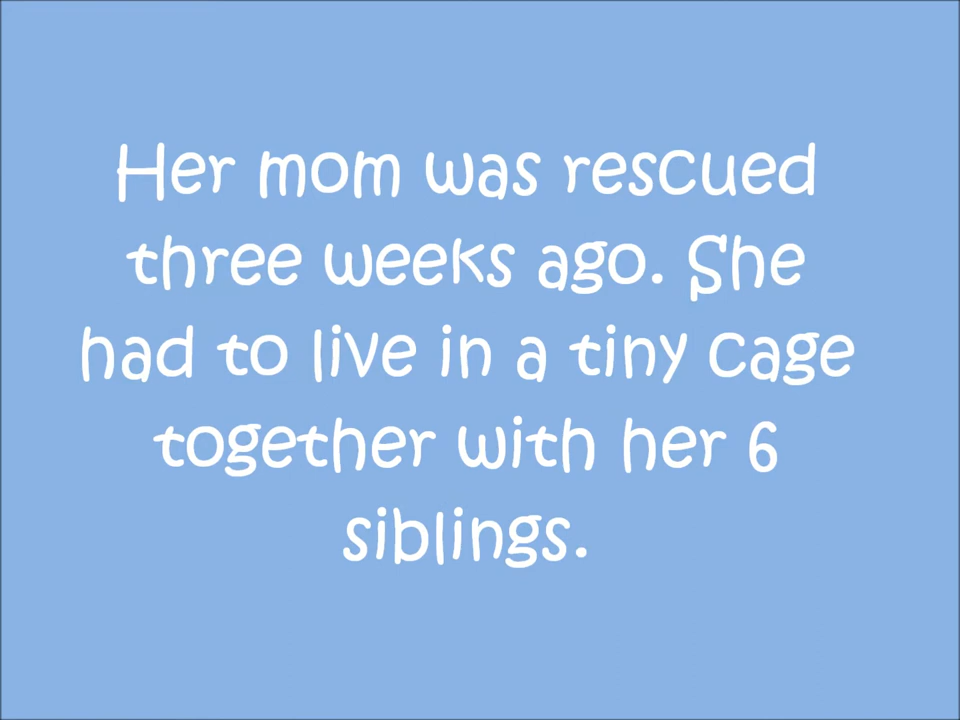 Her mom was rescued
three weeks ago. She
had to live in a tiny cage
together with her 6
siblings.